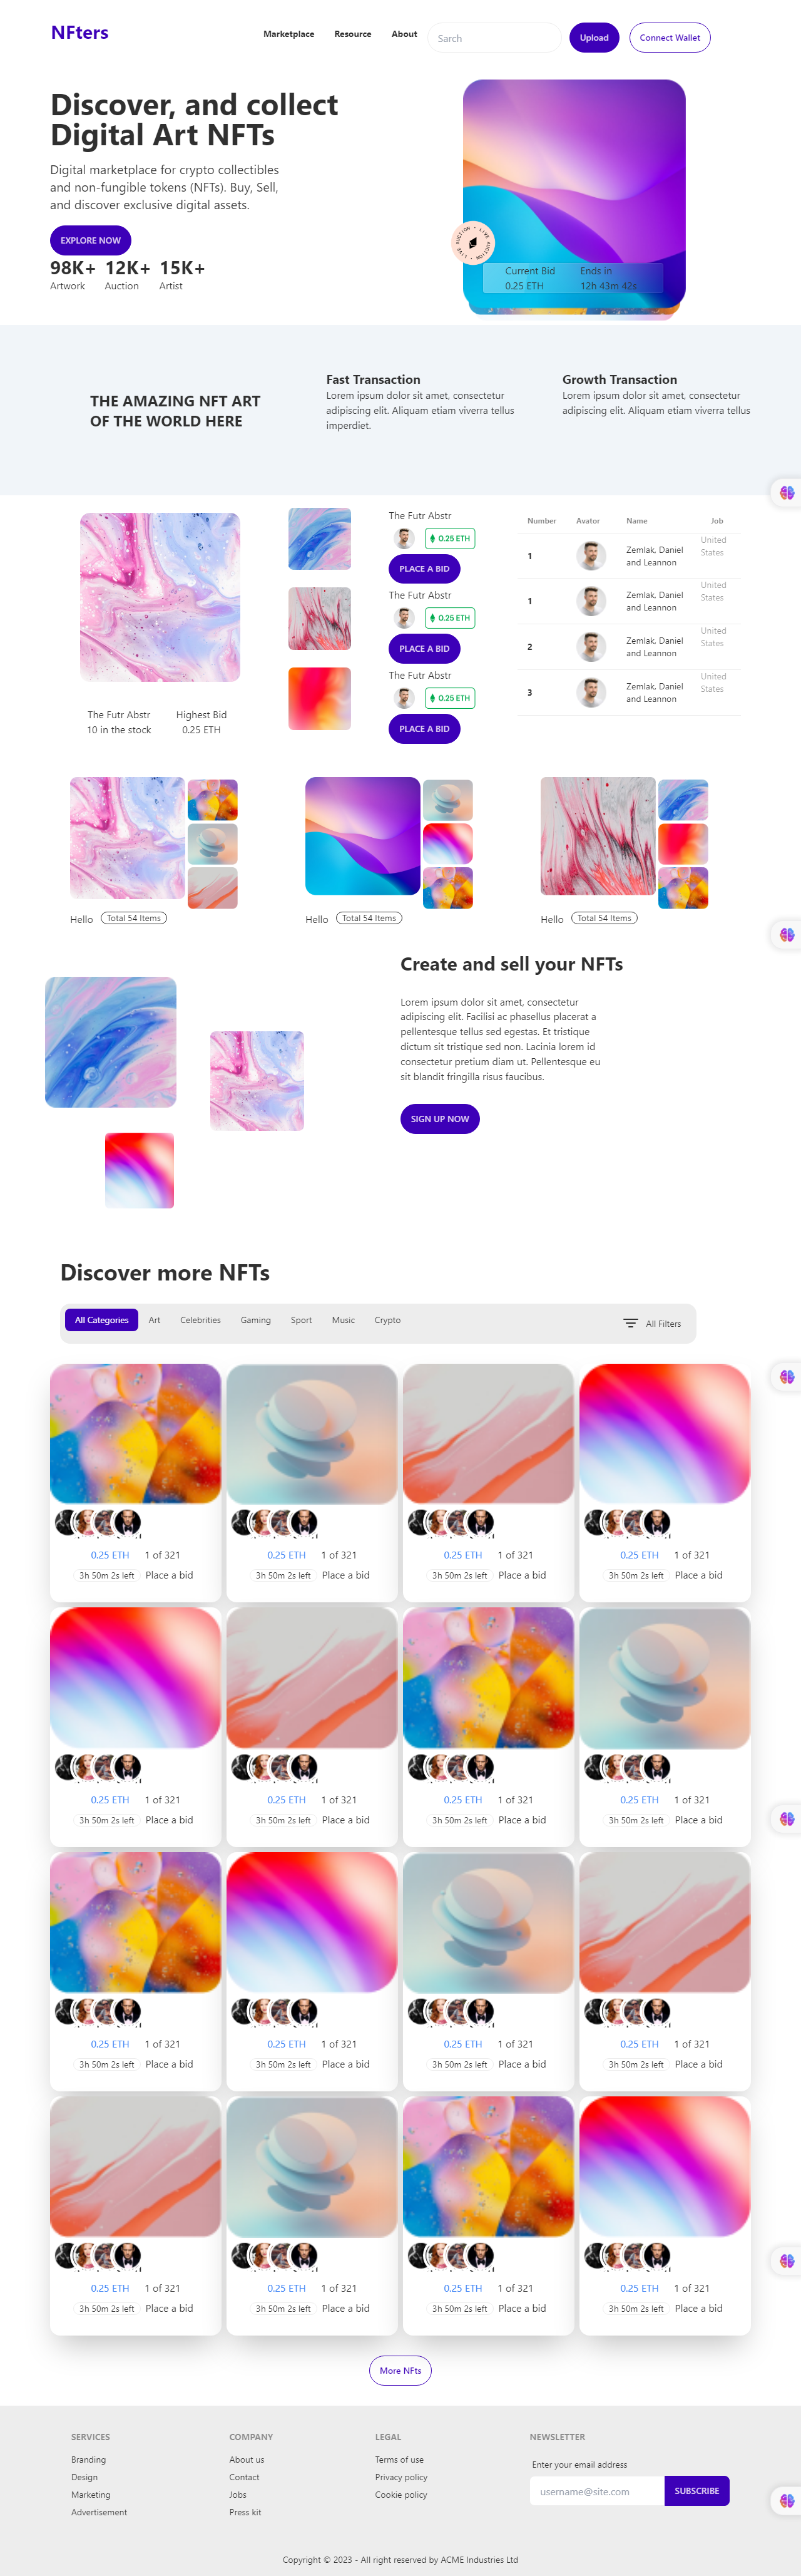 NFters
Marketplace
Resource
About
Sarch
Upload
Connect Wallet
Discover, and collect
Digital Art NFTs
Digital marketplace for crypto collectibles
and non-fungible tokens (NFTs). Buy, Sell,
and discover exclusive digital assets.
EXPLORE NOW
98K+ 12K+ 15K+
Artwork Auction Artist
LIVE AUCTION • LIVE AUCTION •
Current Bid Ends in
0.25 ETH 12h 43m 42s
THE AMAZING NFT ART
OF THE WORLD HERE
Fast Transaction
Lorem ipsum dolor sit amet, consectetur
adipiscing elit. Aliquam etiam viverra tellus
imperdiet.
Growth Transaction
Lorem ipsum dolor sit amet, consectetur
adipiscing elit. Aliquam etiam viverra tellus
The Futr Abstr Highest Bid
10 in the stock 0.25 ETH
The Futr Abstr
0.25 ETH
PLACE A BID
The Futr Abstr
0.25 ETH
PLACE A BID
The Futr Abstr
0.25 ETH
PLACE A BID
Number Avator Name Job
1 Zemlak, Daniel
and Leannon
United
States
1 Zemlak, Daniel
and Leannon
United
States
2 Zemlak, Daniel
and Leannon
United
States
3 Zemlak, Daniel
and Leannon
United
States
Hello Total 54 Items
Hello Total 54 Items
Hello Total 54 Items
Create and sell your NFTs
Lorem ipsum dolor sit amet, consectetur
adipiscing elit. Facilisi ac phasellus placerat a
pellentesque tellus sed egestas. Et tristique
dictum sit tristique sed non. Lacinia lorem id
consectetur pretium diam ut. Pellentesque eu
sit blandit fringilla risus faucibus.
SIGN UP NOW
Discover more NFTs
All Categories Art Celebrities Gaming Sport Music Crypto All Filters
0.25 ETH 1 of 321 0.25 ETH 1 of 321 0.25 ETH 1 of 321 0.25 ETH 1 of 321
3h 50m 2s left Place a bid 3h 50m 2s left Place a bid 3h 50m 2s left Place a bid 3h 50m 2s left Place a bid
0.25 ETH 1 of 321 0.25 ETH 1 of 321 0.25 ETH 1 of 321 0.25 ETH 1 of 321
3h 50m 2s left Place a bid 3h 50m 2s left Place a bid 3h 50m 2s left Place a bid 3h 50m 2s left Place a bid
0.25 ETH 1 of 321 0.25 ETH 1 of 321 0.25 ETH 1 of 321 0.25 ETH 1 of 321
3h 50m 2s left Place a bid 3h 50m 2s left Place a bid 3h 50m 2s left Place a bid 3h 50m 2s left Place a bid
0.25 ETH 1 of 321 0.25 ETH 1 of 321 0.25 ETH 1 of 321 0.25 ETH 1 of 321
3h 50m 2s left Place a bid 3h 50m 2s left Place a bid 3h 50m 2s left Place a bid 3h 50m 2s left Place a bid
More NFts
SERVICES
Branding
Design
Marketing
Advertisement
COMPANY
About us
Contact
Jobs
Press kit
LEGAL
Terms of use
Privacy policy
Cookie policy
NEWSLETTER
Enter your email address
username@site.com SUBSCRIBE
Copyright © 2023 - All right reserved by ACME Industries Ltd